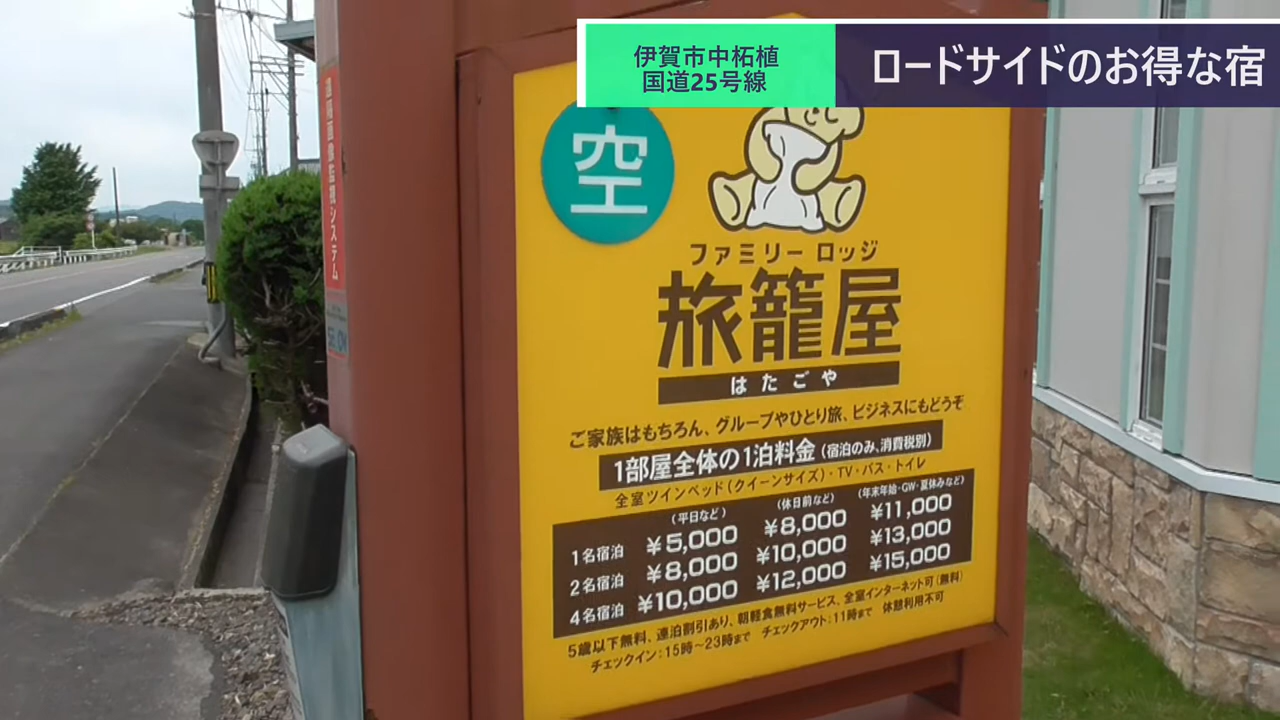 伊賀市中柘植
国道25号線
ロードサイドのお得な宿
遠隔画像監視システム
空
ファミリー ロッジ
旅籠屋
はたごや
ご家族はもちろん、グループやひとり旅、ビジネスにもどうぞ
1部屋全体の1泊料金(宿泊のみ、消費税別)
全室ツインベッド(クイーンサイズ)・TV・バス・トイレ
(平日など) (休日前など) (年末年始・GW・夏休みなど)
1名宿泊 ¥5,000 ¥8,000 ¥11,000
2名宿泊 ¥8,000 ¥10,000 ¥13,000
4名宿泊 ¥10,000 ¥12,000 ¥15,000
5歳以下無料、連泊割引あり、朝軽食無料サービス、全室インターネット可(無料)
チェックイン:15時〜23時まで チェックアウト:11時まで 休憩利用不可